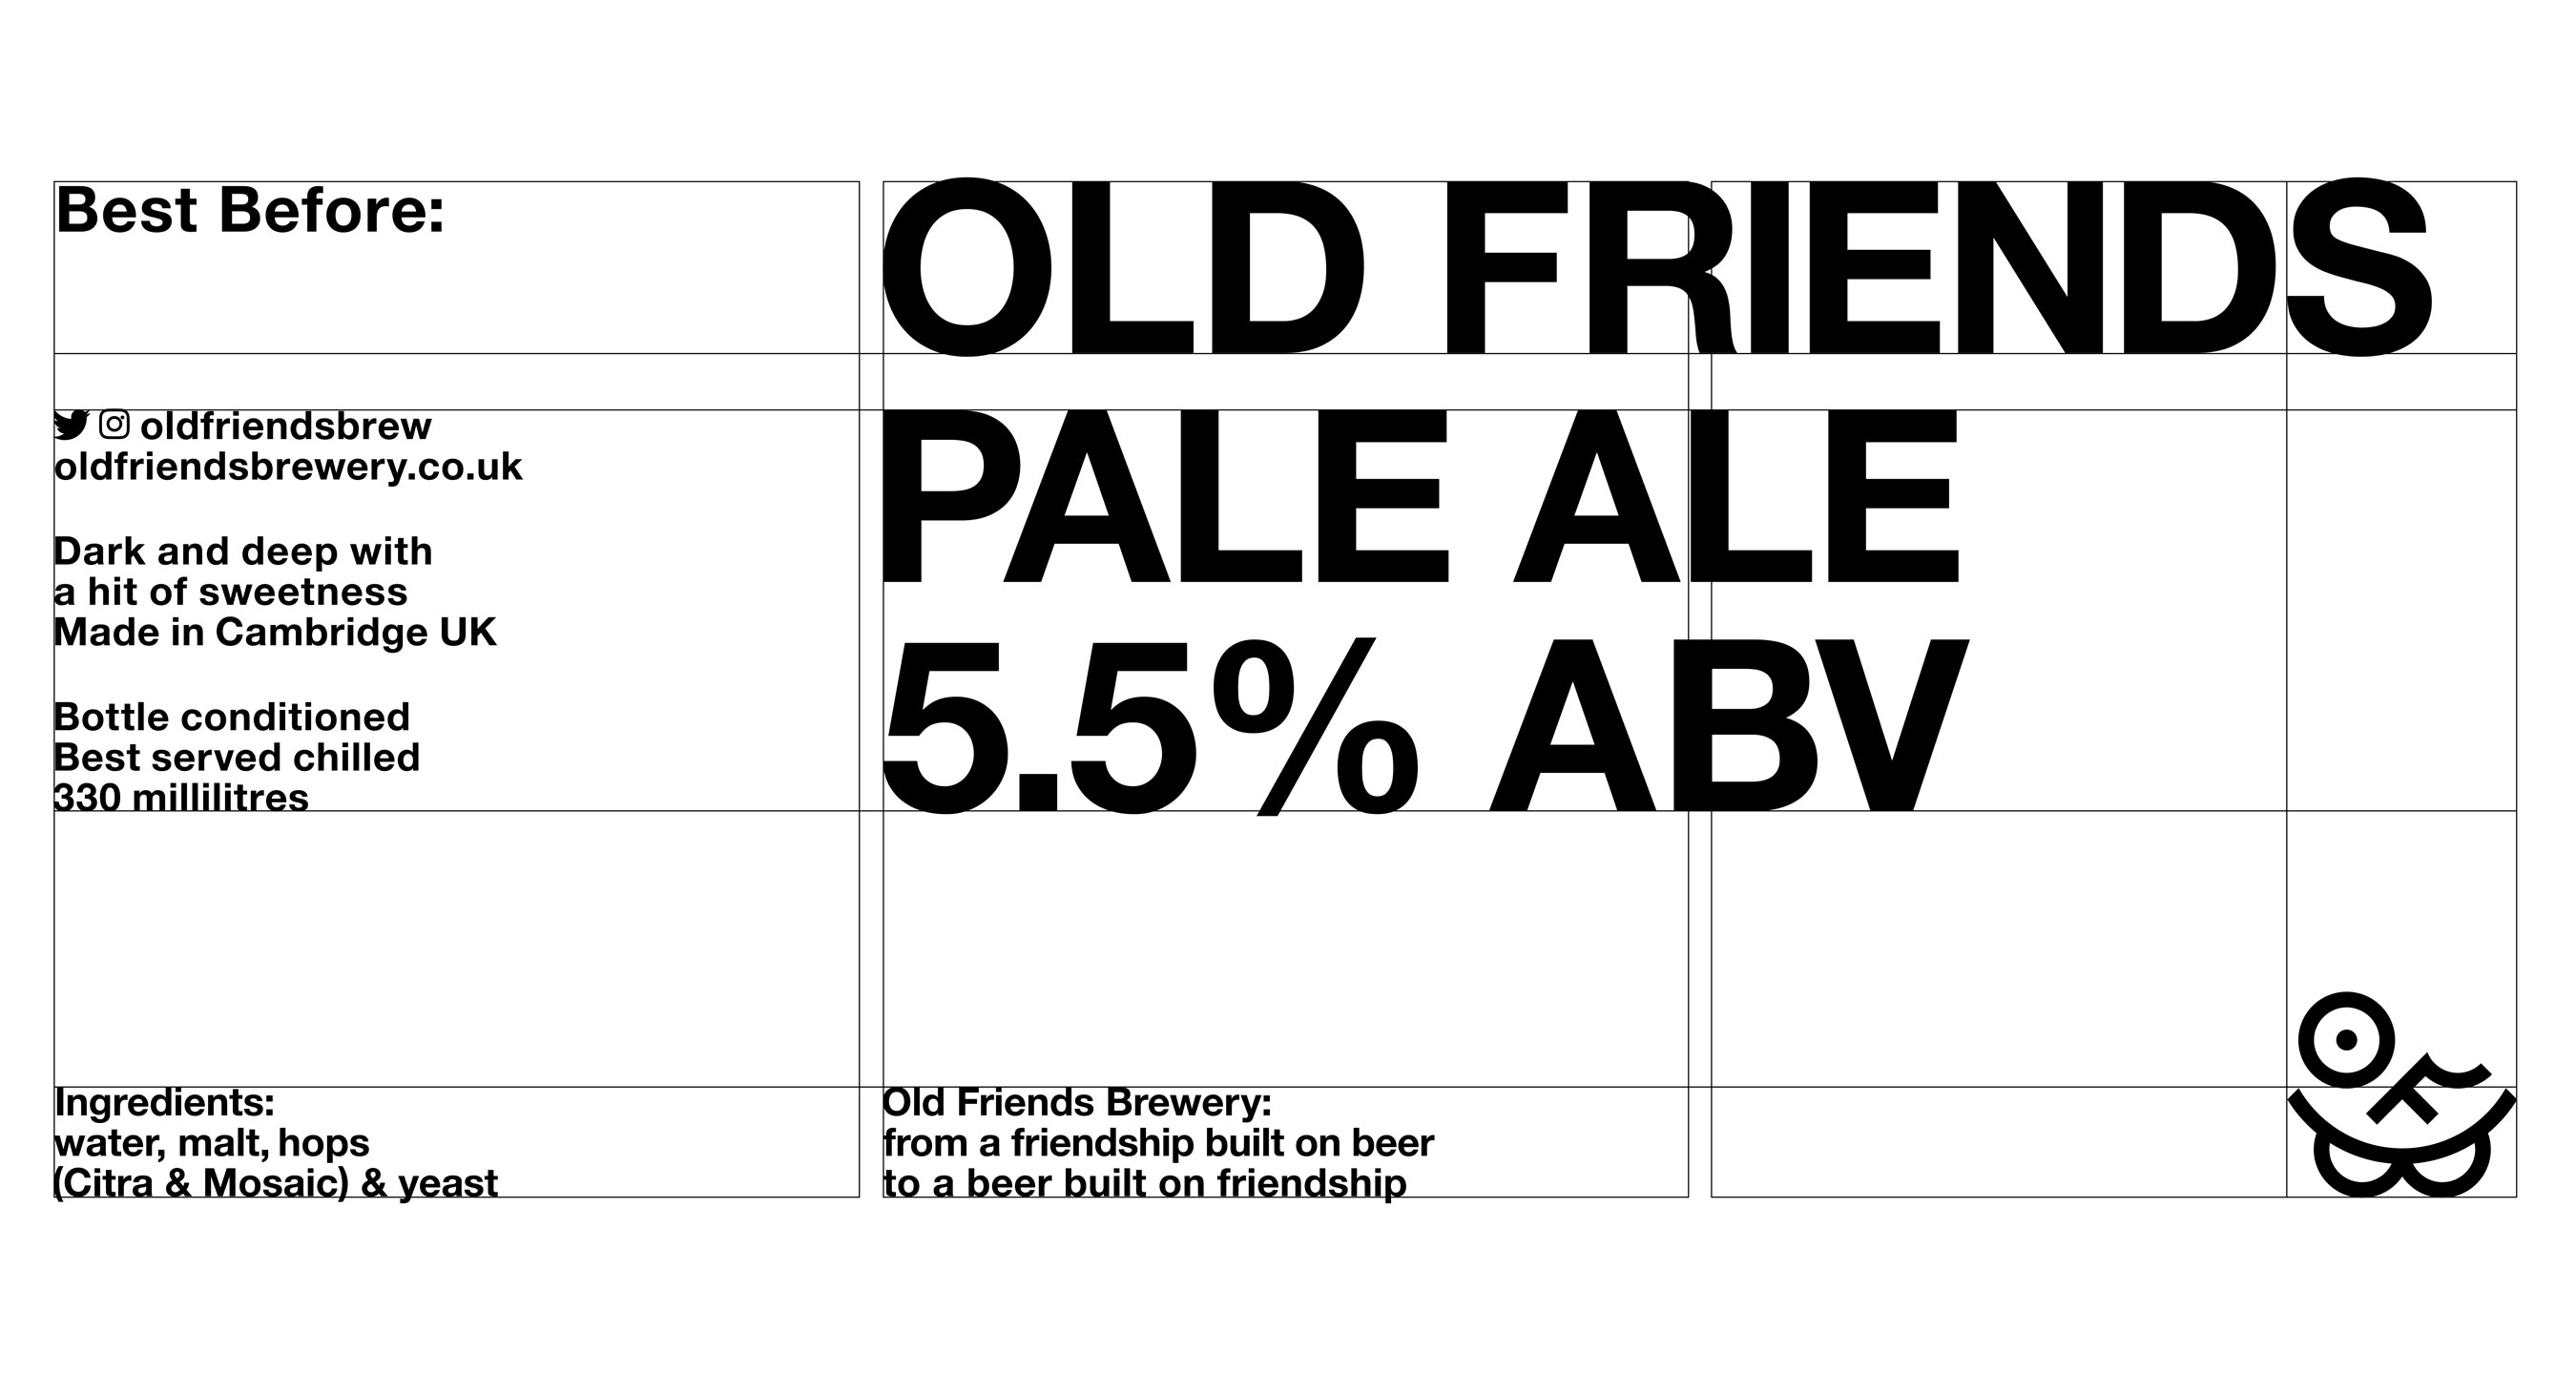 Best Before:
oldfriendsbrew
oldfriendsbrewery.co.uk
Dark and deep with
a hit of sweetness
Made in Cambridge UK
Bottle conditioned
Best served chilled
330 millilitres
Ingredients:
water, malt, hops
(Citra & Mosaic) & yeast
OLD FRIENDS
PALE ALE
5.5% ABV
Old Friends Brewery:
from a friendship built on beer
to a beer built on friendship
OF